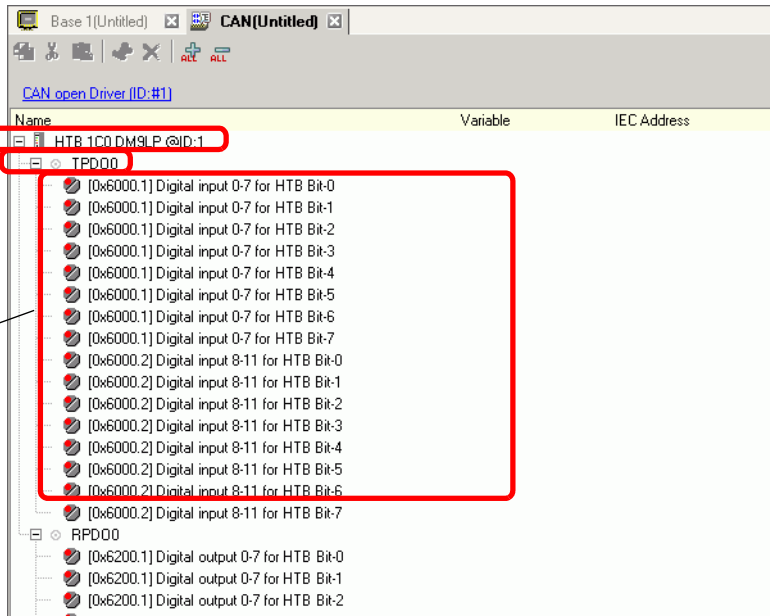 Base 1(Untitled) CAN(Untitled)
ALL ALL
CAN open Driver (ID:#1)
Name Variable IEC Address
HTB 1C0 DM9LP @ID:1
TPDO0
[0x6000.1] Digital input 0-7 for HTB Bit-0
[0x6000.1] Digital input 0-7 for HTB Bit-1
[0x6000.1] Digital input 0-7 for HTB Bit-2
[0x6000.1] Digital input 0-7 for HTB Bit-3
[0x6000.1] Digital input 0-7 for HTB Bit-4
[0x6000.1] Digital input 0-7 for HTB Bit-5
[0x6000.1] Digital input 0-7 for HTB Bit-6
[0x6000.1] Digital input 0-7 for HTB Bit-7
[0x6000.2] Digital input 8-11 for HTB Bit-0
[0x6000.2] Digital input 8-11 for HTB Bit-1
[0x6000.2] Digital input 8-11 for HTB Bit-2
[0x6000.2] Digital input 8-11 for HTB Bit-3
[0x6000.2] Digital input 8-11 for HTB Bit-4
[0x6000.2] Digital input 8-11 for HTB Bit-5
[0x6000.2] Digital input 8-11 for HTB Bit-6
[0x6000.2] Digital input 8-11 for HTB Bit-7
RPDO0
[0x6200.1] Digital output 0-7 for HTB Bit-0
[0x6200.1] Digital output 0-7 for HTB Bit-1
[0x6200.1] Digital output 0-7 for HTB Bit-2